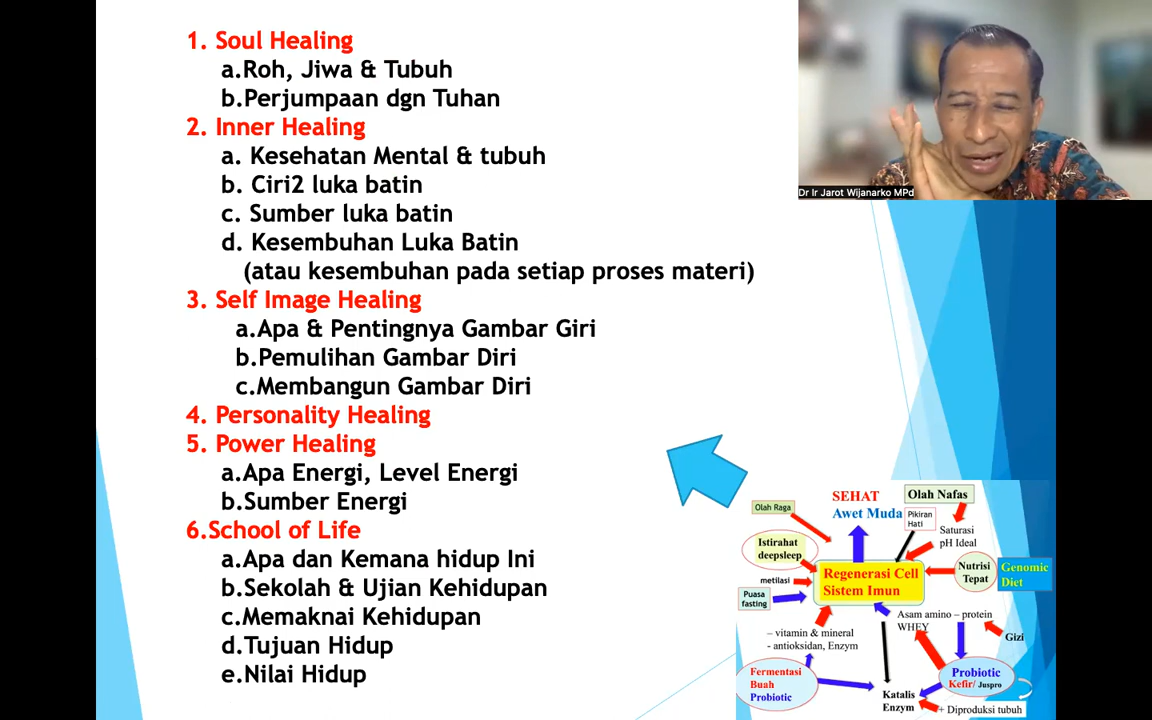 1. Soul Healing
a.Roh, Jiwa & Tubuh
b.Perjumpaan dgn Tuhan
2. Inner Healing
a. Kesehatan Mental & tubuh
b. Ciri2 luka batin
c. Sumber luka batin
d. Kesembuhan Luka Batin
(atau kesembuhan pada setiap proses materi)
3. Self Image Healing
a.Apa & Pentingnya Gambar Giri
b.Pemulihan Gambar Diri
c.Membangun Gambar Diri
4. Personality Healing
5. Power Healing
a.Apa Energi, Level Energi
b.Sumber Energi
6.School of Life
a.Apa dan Kemana hidup Ini
b.Sekolah & Ujian Kehidupan
c.Memaknai Kehidupan
d.Tujuan Hidup
e.Nilai Hidup
Dr Ir Jarot Wijanarko MPd
SEHAT
Awet Muda
Olah Nafas
Olah Raga
Pikiran
Hati
Saturasi
pH Ideal
Istirahat
deepsleep
Regenerasi Cell
Sistem Imun
Nutrisi
Tepat
Genomic
Diet
metilasi
Puasa
fasting
Asam amino – protein
WHEY
Gizi
– vitamin & mineral
- antioksidan, Enzym
Fermentasi
Buah
Probiotic
Probiotic
Kefir/ Juspro
Katalis
Enzym
+ Diproduksi tubuh